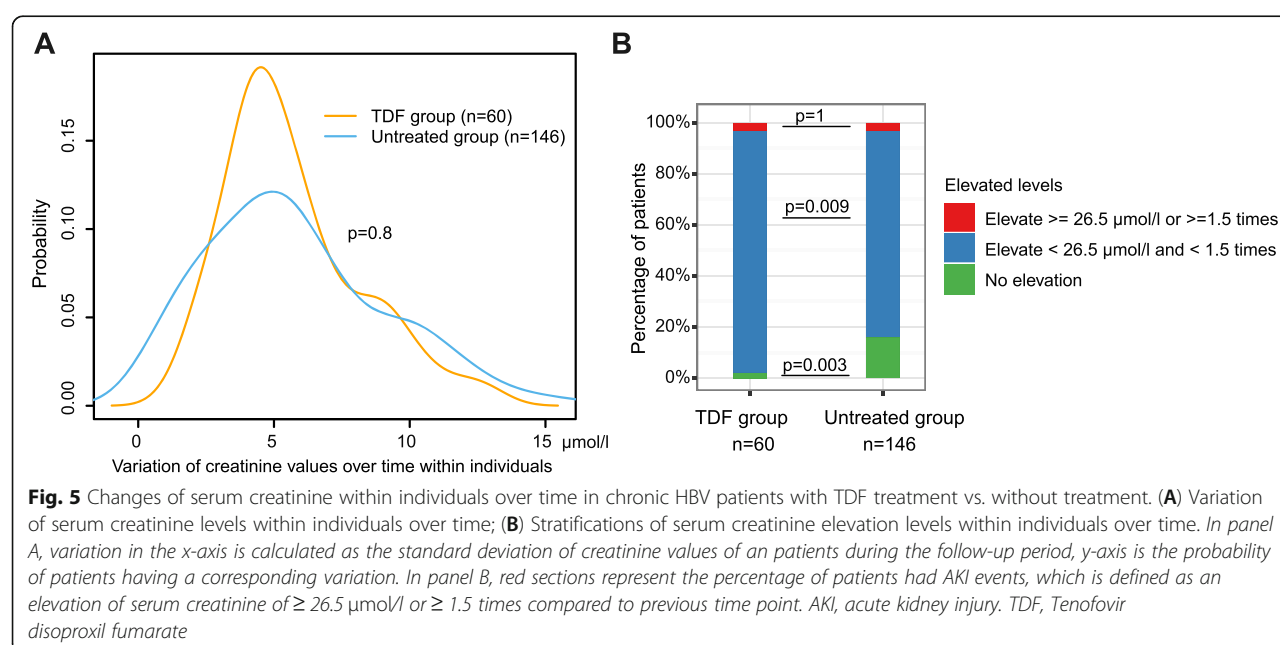 A
B
Probability
0.00
0.05
0.10
0.15
TDF group (n=60)
Untreated group (n=146)
p=0.8
0
5
10
15
µmol/l
Variation of creatinine values over time within individuals
Percentage of patients
100%
80%
60%
40%
20%
0%
p=1
p=0.009
p=0.003
TDF group
n=60
Untreated group
n=146
Elevated levels
Elevate >= 26.5 µmol/l or >=1.5 times
Elevate < 26.5 µmol/l and < 1.5 times
No elevation
Fig. 5 Changes of serum creatinine within individuals over time in chronic HBV patients with TDF treatment vs. without treatment. (A) Variation
of serum creatinine levels within individuals over time; (B) Stratifications of serum creatinine elevation levels within individuals over time. In panel
A, variation in the x-axis is calculated as the standard deviation of creatinine values of an patients during the follow-up period, y-axis is the probability
of patients having a corresponding variation. In panel B, red sections represent the percentage of patients had AKI events, which is defined as an
elevation of serum creatinine of ≥ 26.5 µmol/l or ≥ 1.5 times compared to previous time point. AKI, acute kidney injury. TDF, Tenofovir
disoproxil fumarate